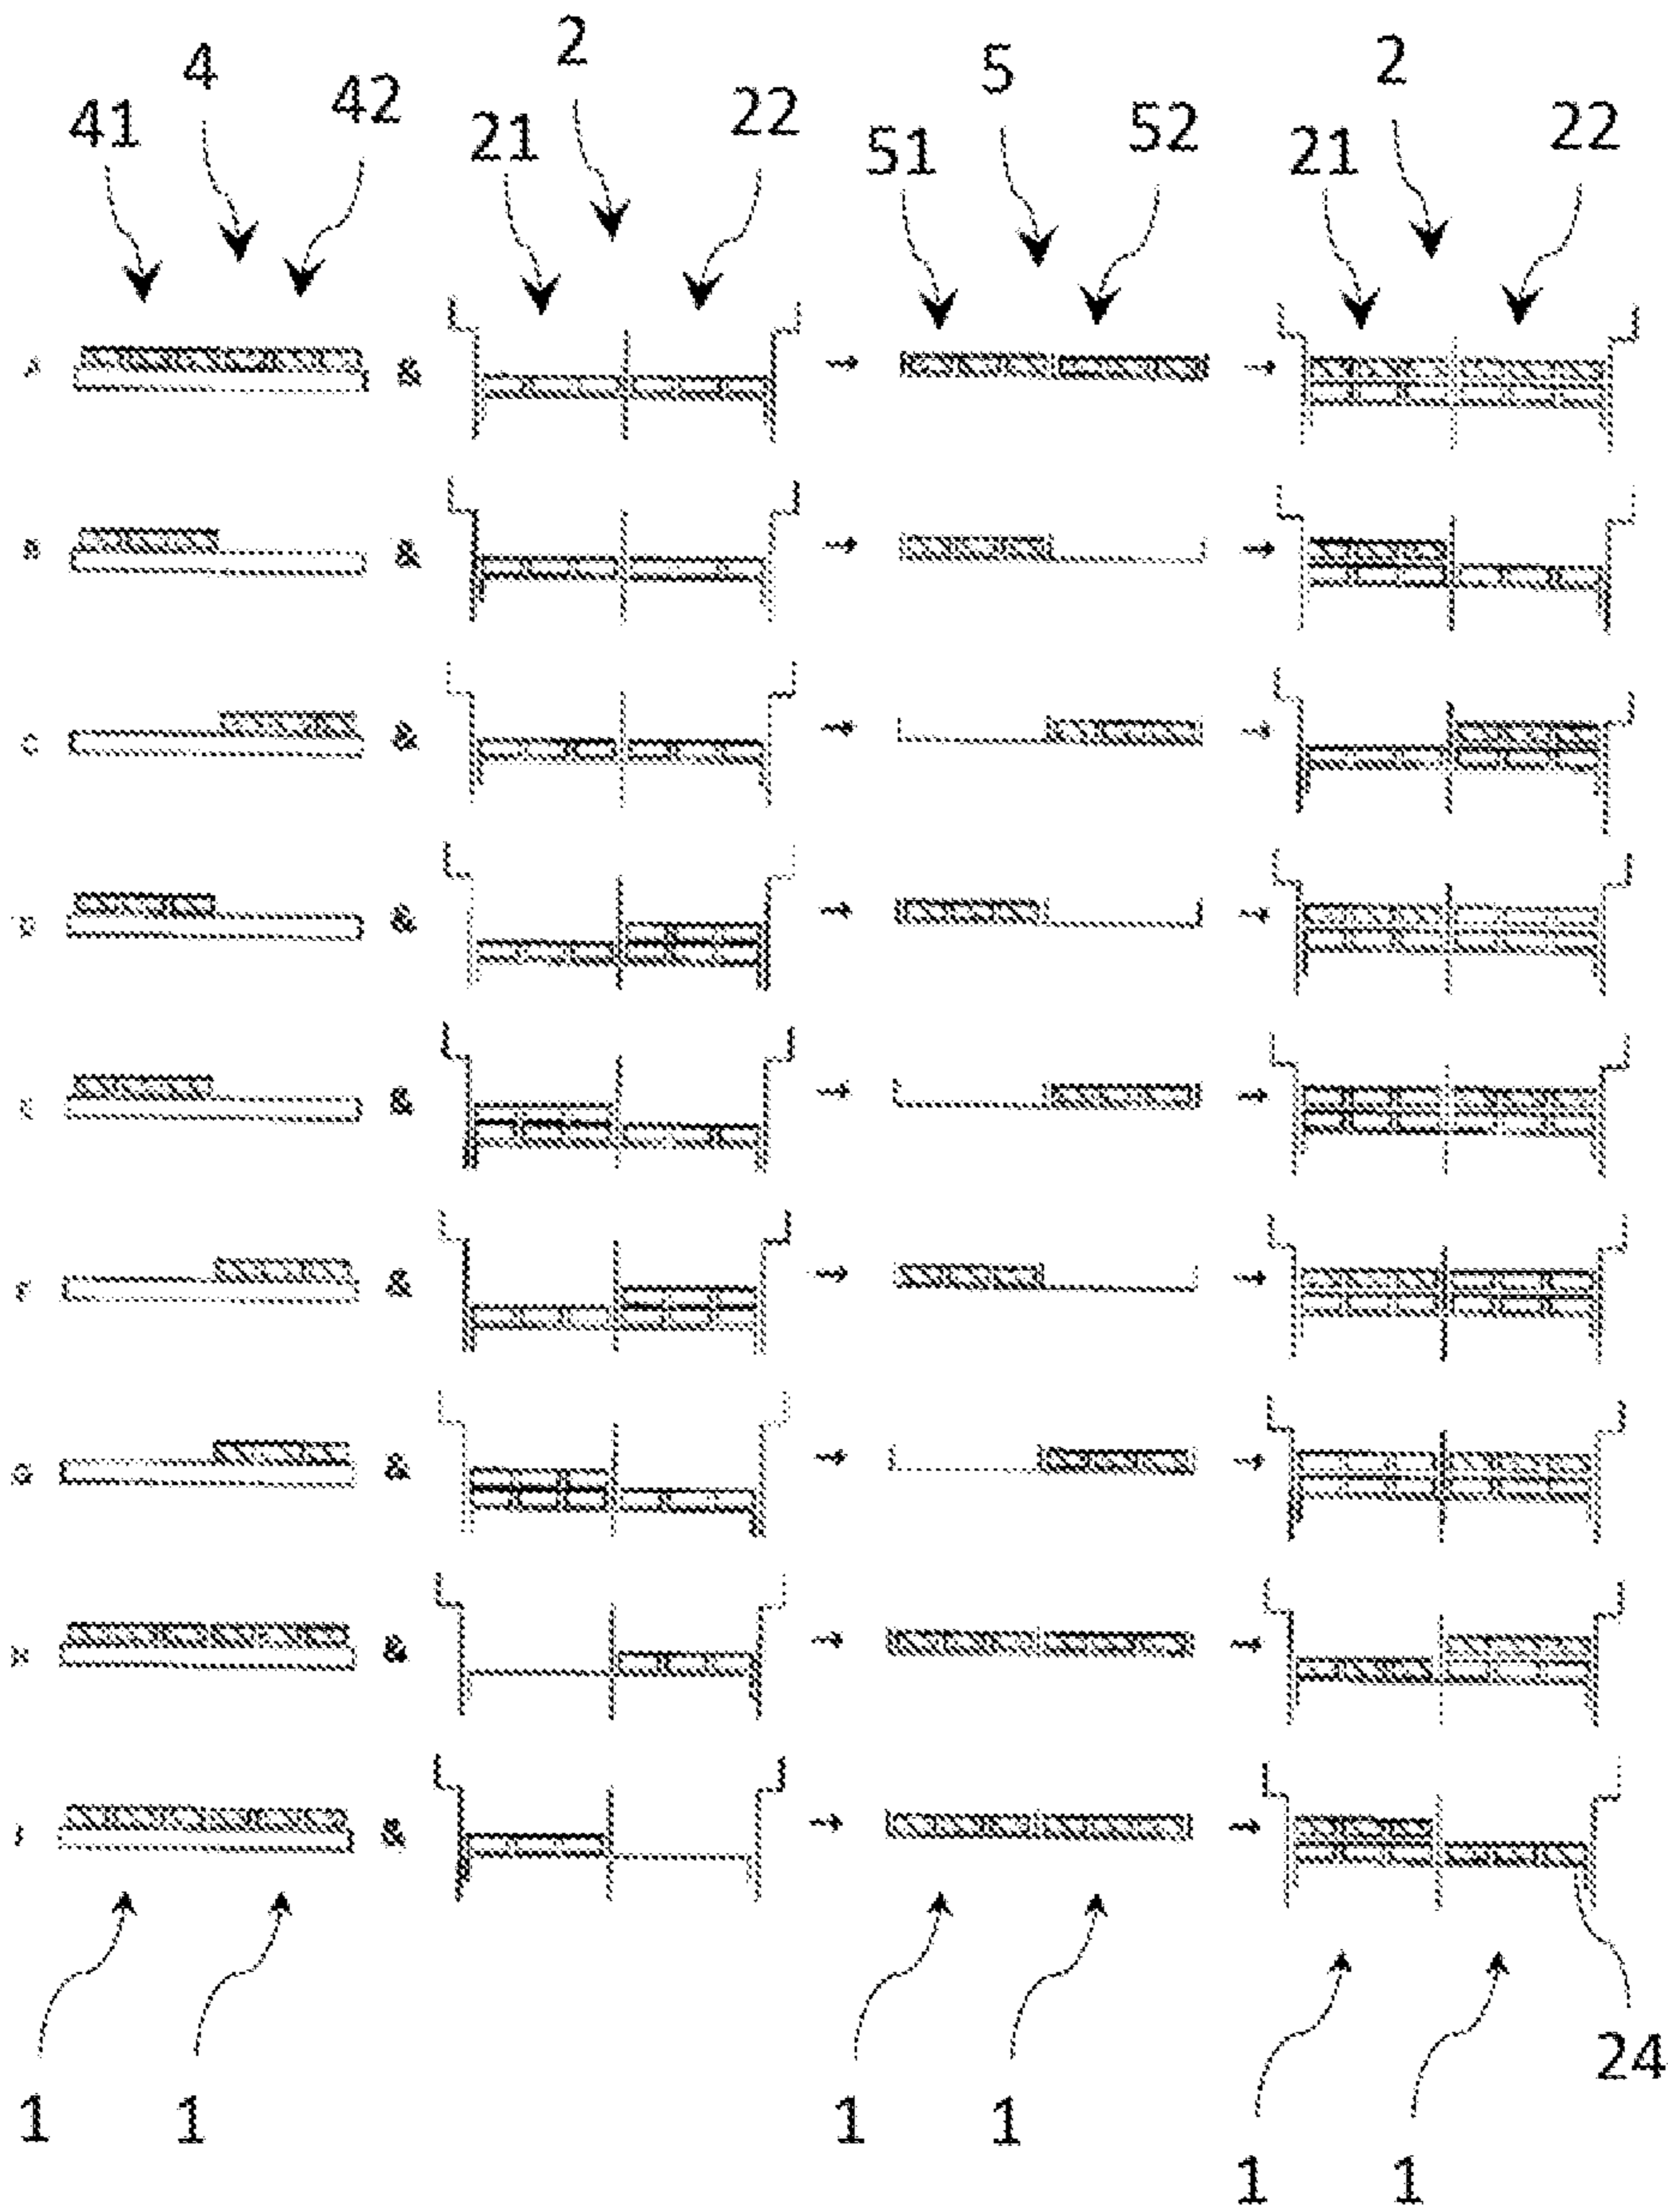 4 2 5 2
41 42 21 22 51 52 21 22
A & → →
B & → →
C & → →
D & → →
E & → →
F & → →
G & → →
H & → →
I & → →
24
1 1 1 1 1 1